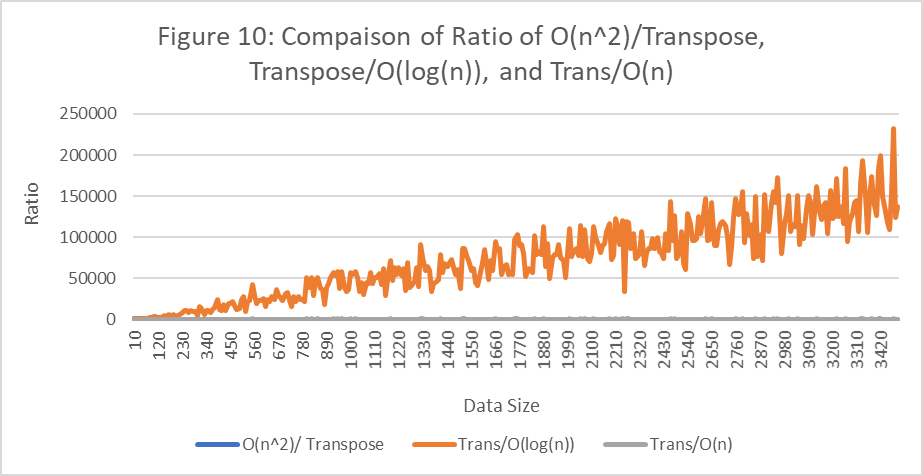 Figure 10: Compaison of Ratio of O(n^2)/Transpose,
Transpose/O(log(n)), and Trans/O(n)
250000
200000
150000
100000
50000
0
Ratio
10 120 230 340 450 560 670 780 890 1000 1110 1220 1330 1440 1550 1660 1770 1880 1990 2100 2210 2320 2430 2540 2650 2760 2870 2980 3090 3200 3310 3420
Data Size
O(n^2)/ Transpose Trans/O(log(n)) Trans/O(n)